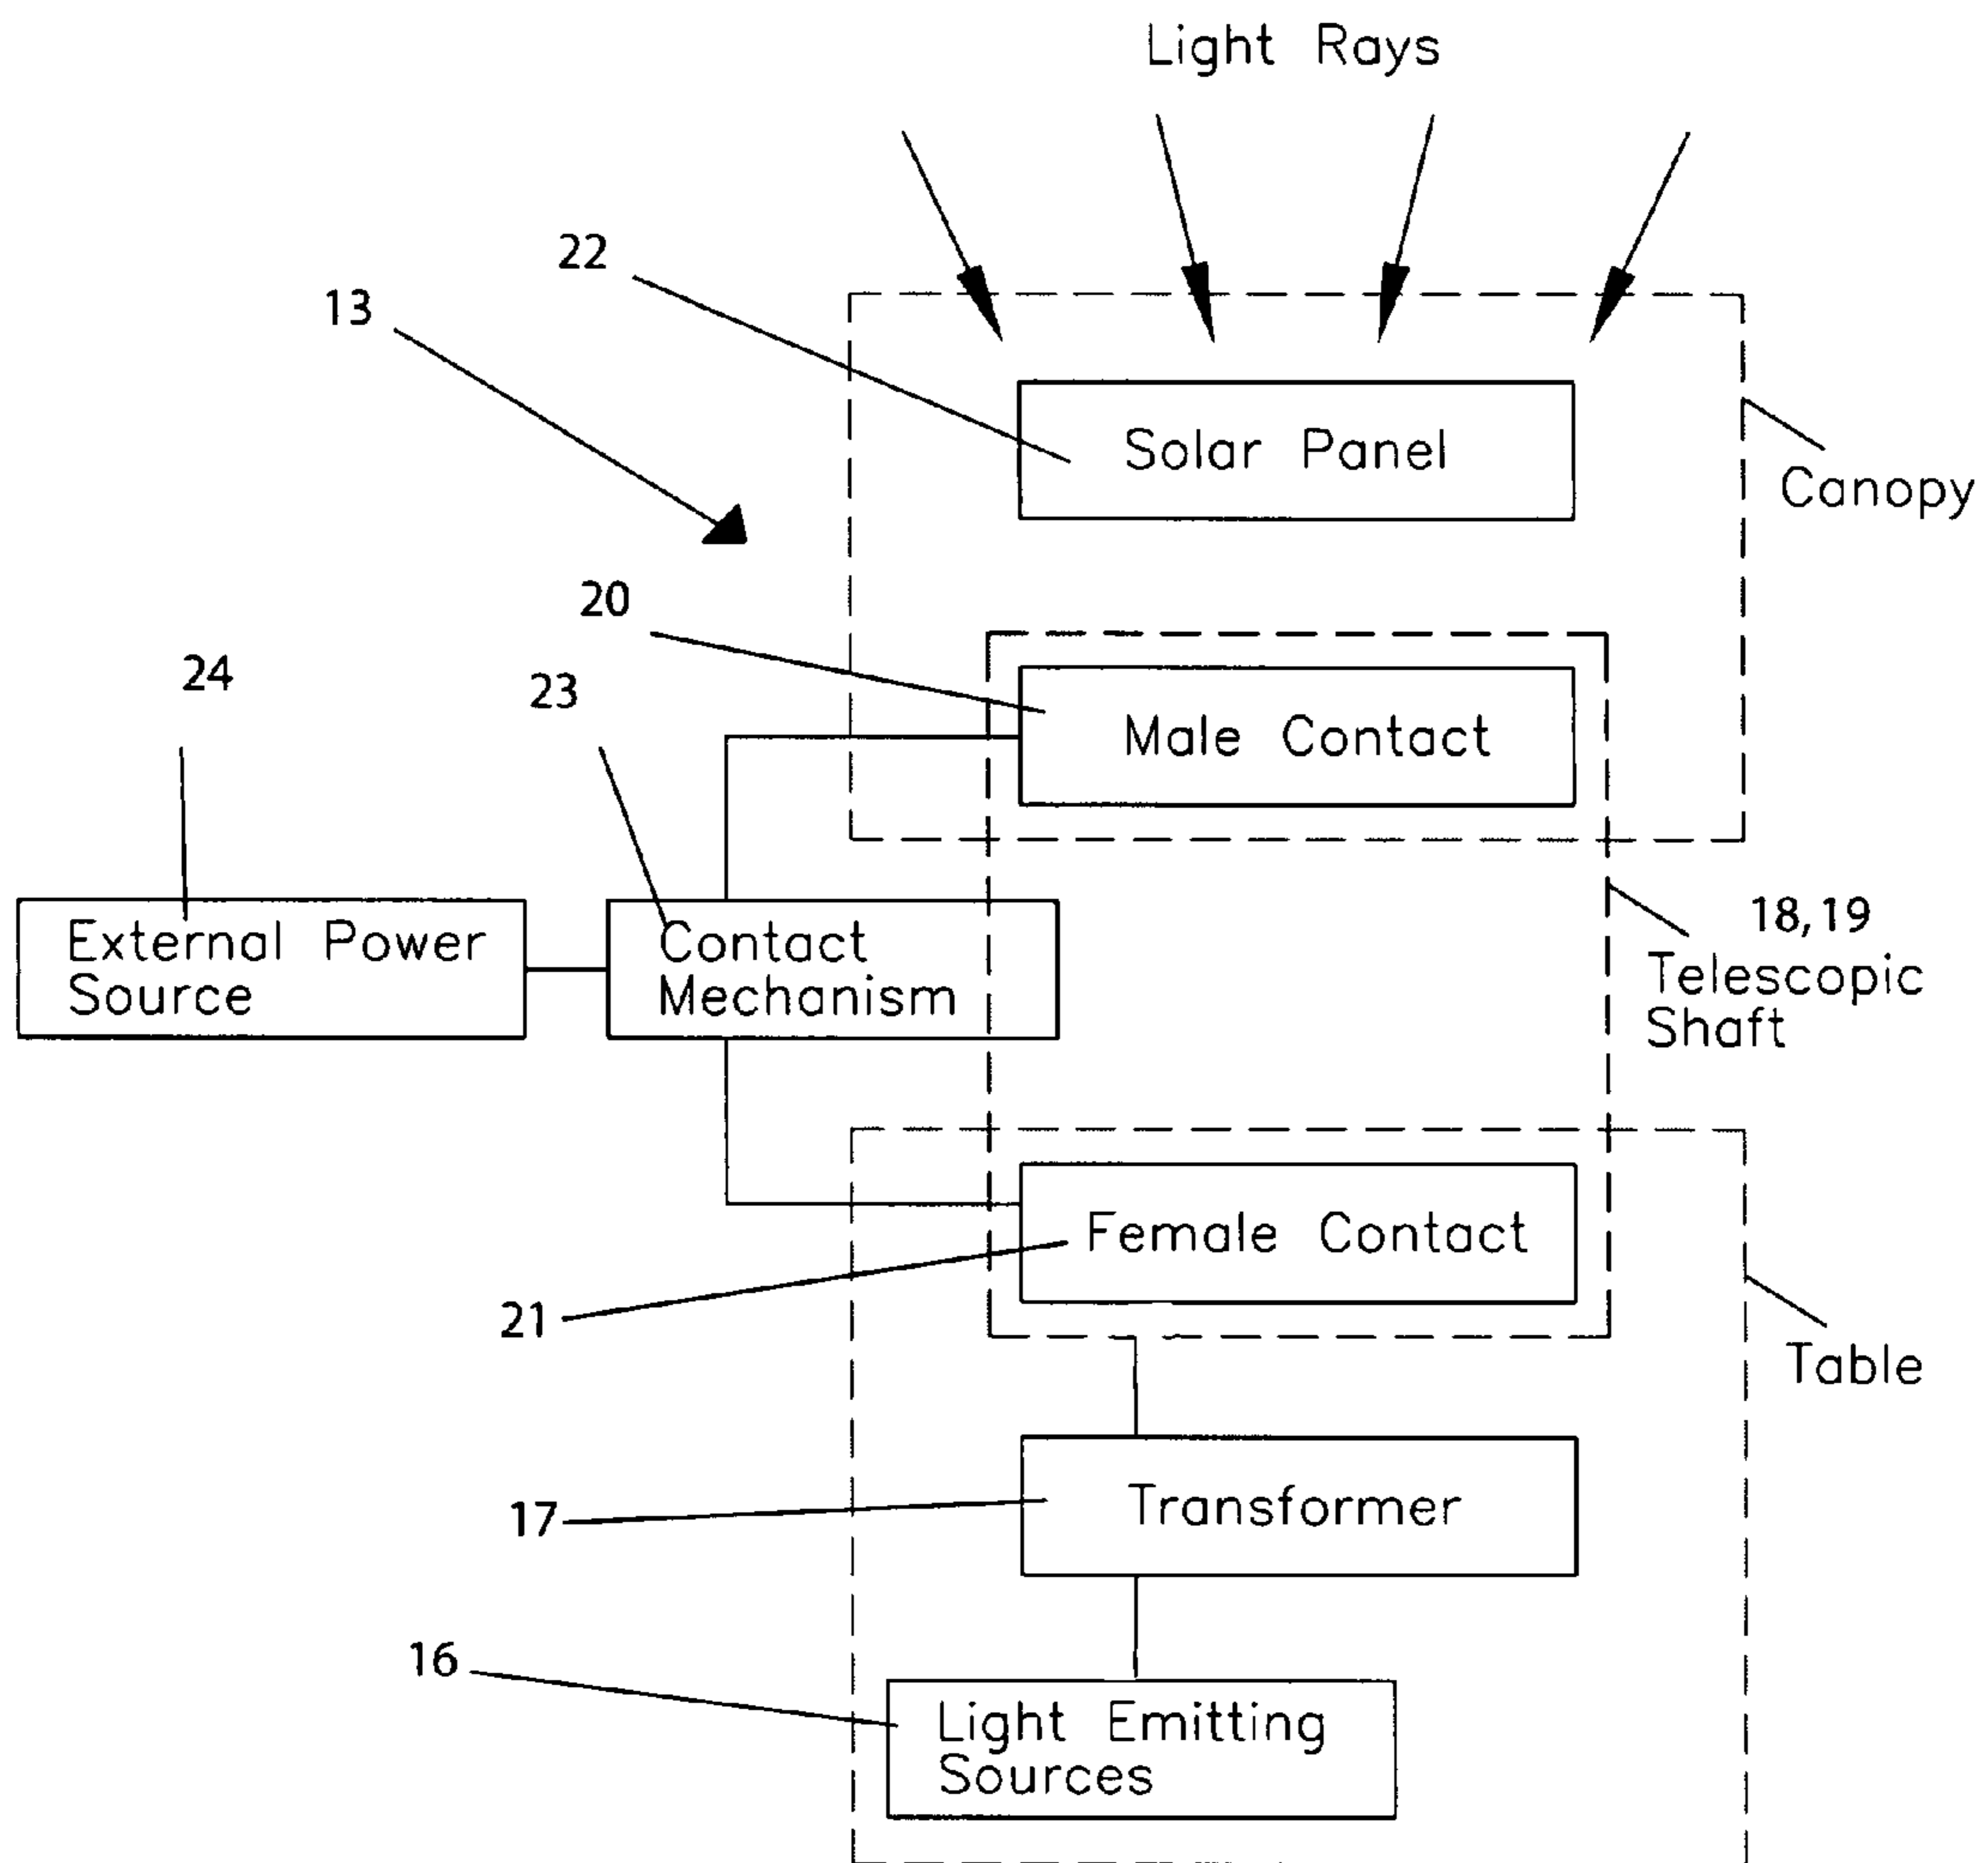 Light Rays
22
13
Solar Panel
Canopy
20
24
23
Male Contact
External Power
Source
Contact
Mechanism
18,19
Telescopic
Shaft
Female Contact
21
Table
17
Transformer
16
Light Emitting
Sources